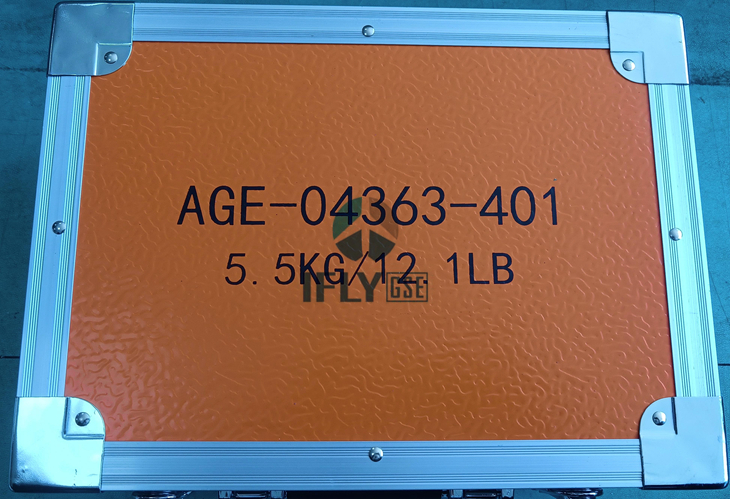 AGE-04363-401
5.5KG/12.1LB
IFLY GSE